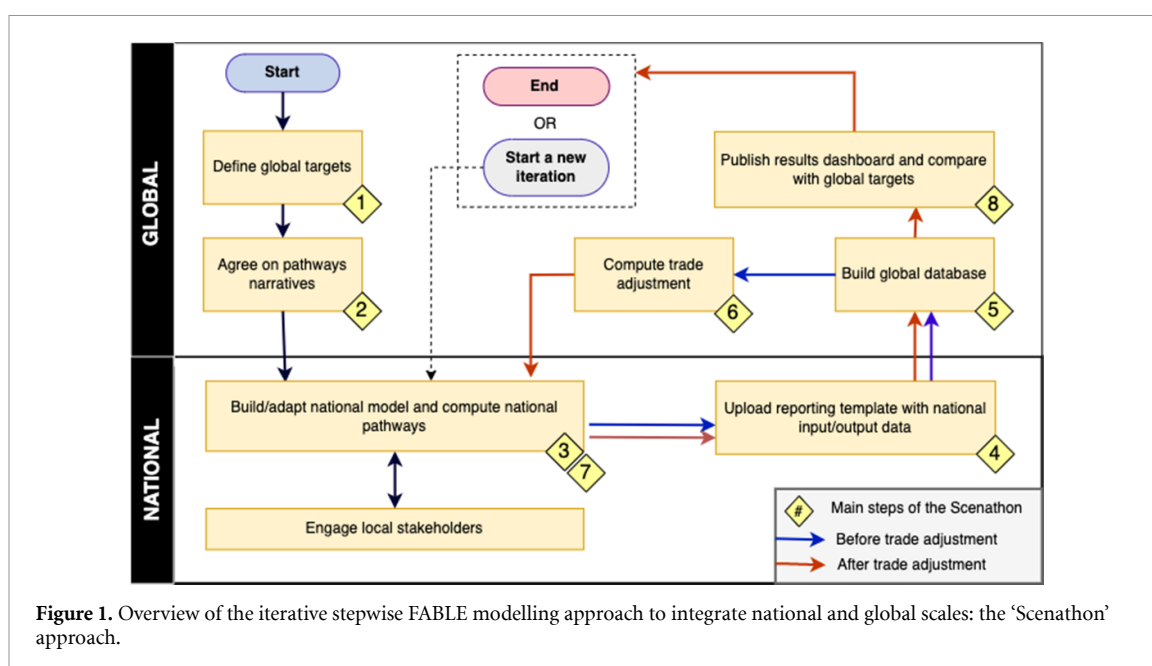 GLOBAL
Start
Define global targets
1
Agree on pathways
narratives
2
End
OR
Start a new
iteration
Publish results dashboard and compare
with global targets
8
Compute trade
adjustment
6
Build global database
5
NATIONAL
Build/adapt national model and compute national
pathways
3
7
Upload reporting template with national
input/output data
4
Engage local stakeholders
# Main steps of the Scenathon
Before trade adjustment
After trade adjustment
Figure 1. Overview of the iterative stepwise FABLE modelling approach to integrate national and global scales: the ‘Scenathon’
approach.